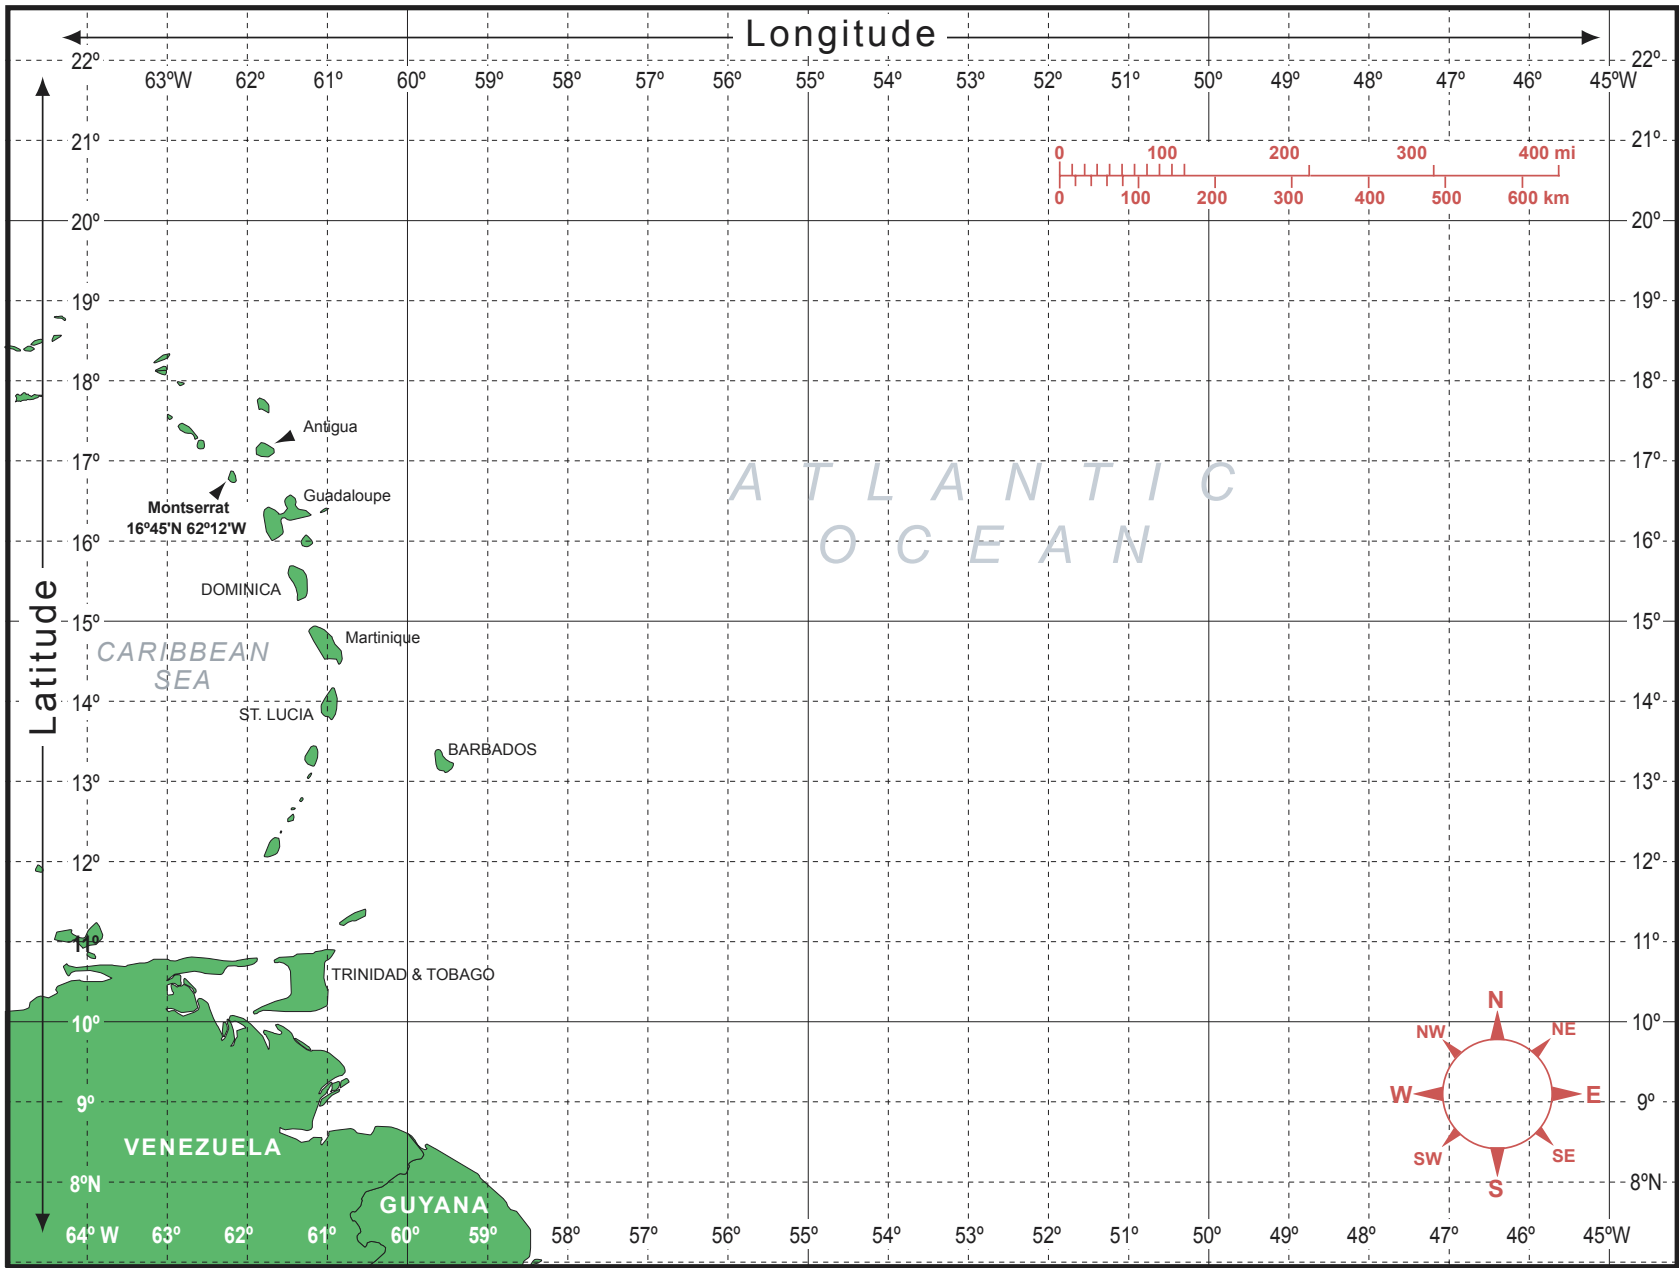 Longitude
22º 22º
63ºW 62º 61º 60º 59º 58º 57º 56º 55º 54º 53º 52º 51º 50º 49º 48º 47º 46º 45ºW
21º 21º
0 100 200 300 400 mi
0 100 200 300 400 500 600 km
20º 20º
19º 19º
18º 18º
Antigua
17º 17º
ATLANTIC
Guadaloupe
Montserrat
16º45'N 62º12'W
OCEAN
16º 16º
DOMINICA
Latitude
15º 15º
Martinique
CARIBBEAN
SEA
14º 14º
ST. LUCIA
BARBADOS
13º 13º
12º 12º
11º 11º
TRINIDAD & TOBAGO
10º 10º
N
NW NE
W E
SW SE
S
9º 9º
VENEZUELA
8ºN 8ºN
GUYANA
64º W 63º 62º 61º 60º 59º 58º 57º 56º 55º 54º 53º 52º 51º 50º 49º 48º 47º 46º 45ºW